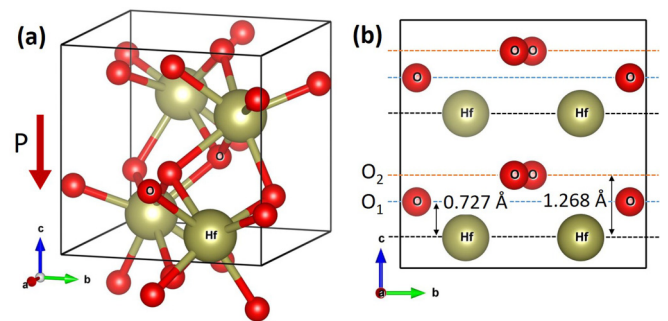 (a)
P
O
O
Hf
c
a
b
(b)
O O
O O
Hf Hf
O₂ O O
O₁ O 0.727 Å 1.268 Å O
Hf Hf
c
a
b